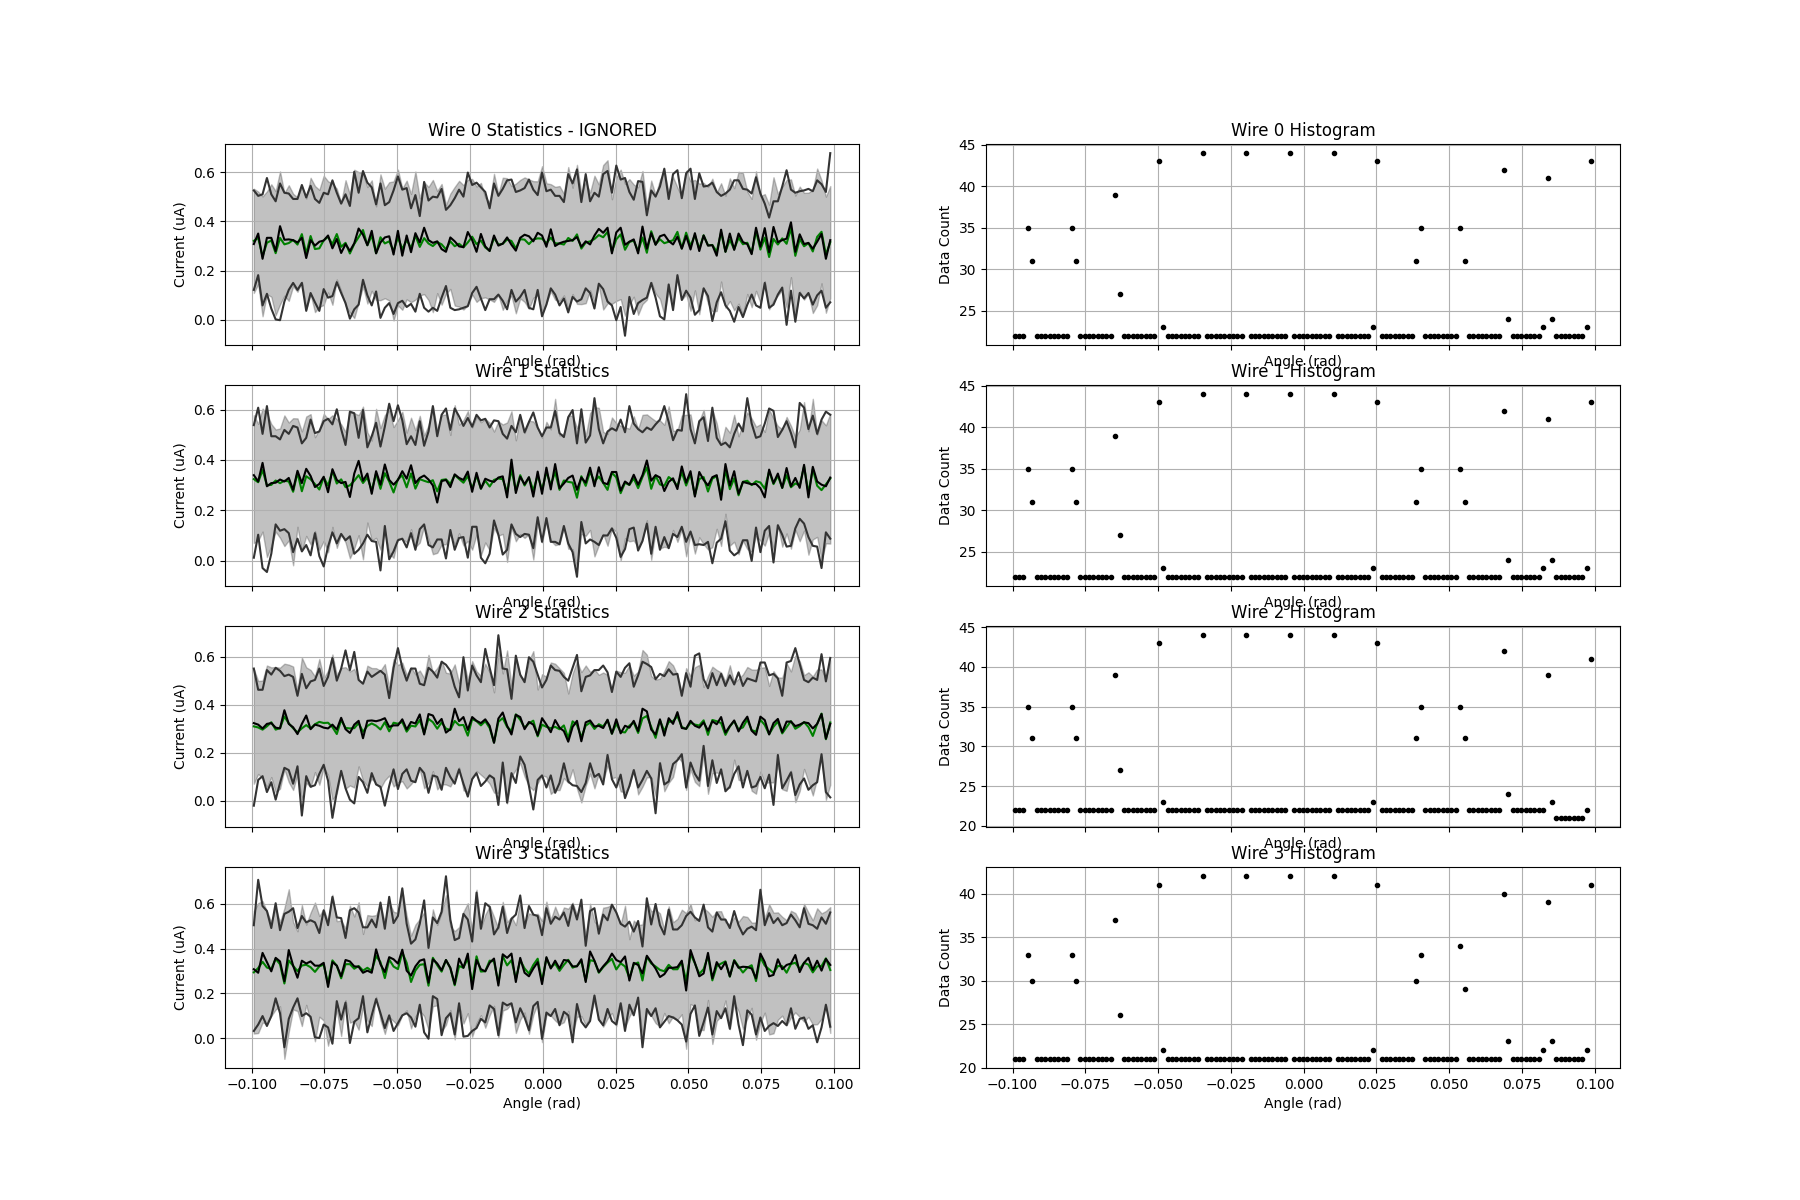 Wire 0 Statistics - IGNORED
Current (uA)
0.6
0.4
0.2
0.0
Angle (rad)
Wire 0 Histogram
Data Count
45
40
35
30
25
Angle (rad)
Wire 1 Statistics
Current (uA)
0.6
0.4
0.2
0.0
Angle (rad)
Wire 1 Histogram
Data Count
45
40
35
30
25
Angle (rad)
Wire 2 Statistics
Current (uA)
0.6
0.4
0.2
0.0
Angle (rad)
Wire 2 Histogram
Data Count
45
40
35
30
25
20
Angle (rad)
Wire 3 Statistics
Current (uA)
0.6
0.4
0.2
0.0
−0.100 −0.075 −0.050 −0.025 0.000 0.025 0.050 0.075 0.100
Angle (rad)
Wire 3 Histogram
Data Count
40
35
30
25
20
−0.100 −0.075 −0.050 −0.025 0.000 0.025 0.050 0.075 0.100
Angle (rad)